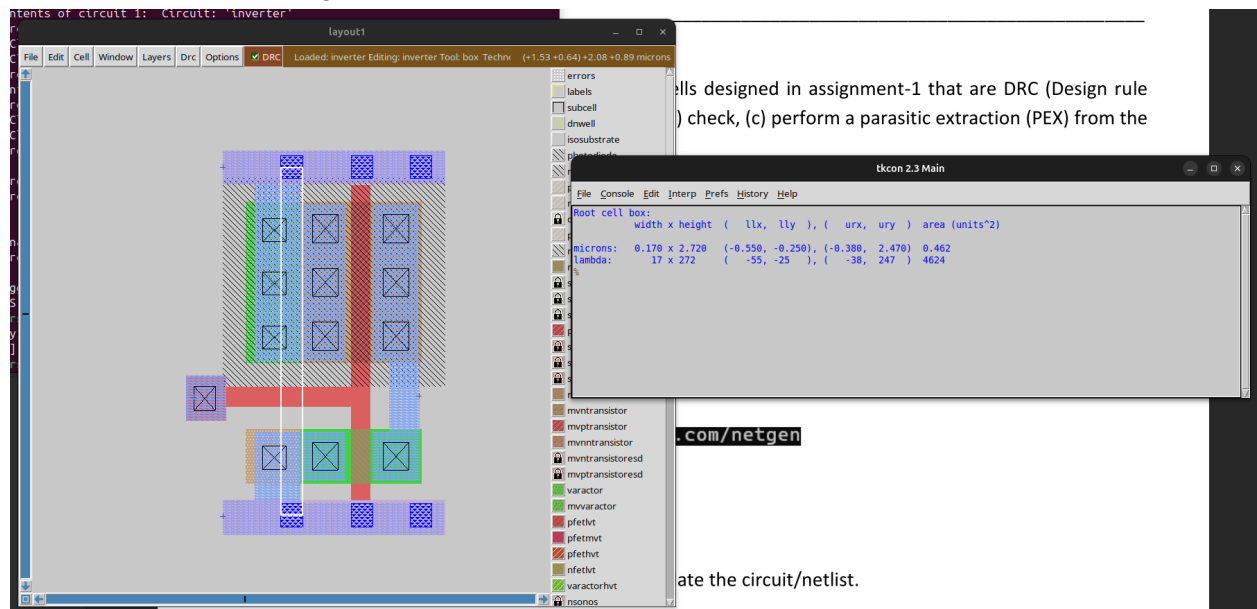 ntents of circuit 1:  Circuit: 'inverter'
layout1
File Edit Cell Window Layers Drc Options DRC Loaded: inverter Editing: inverter Tool: box Techn (+1.53 +0.64) +2.08 +0.89 microns
errors
labels
subcell
dnwell
isosubstrate
photodiode
mvntransistor
mvptransistor
mvnntransistor
mvntransistoresd
mvptransistoresd
varactor
mvvaractor
pfetlvt
pfetmvt
pfethvt
nfetlvt
varactorhvt
nsonos
ells designed in assignment-1 that are DRC (Design rule
) check, (c) perform a parasitic extraction (PEX) from the
tkcon 2.3 Main
File Console Edit Interp Prefs History Help
Root cell box:
width x height ( llx, lly ), ( urx, ury ) area (units^2)
microns: 0.170 x 2.720 (-0.550, -0.250), (-0.380, 2.470) 0.462
lambda: 17 x 272 ( -55, -25 ), ( -38, 247 ) 4624
%
.com/netgen
ate the circuit/netlist.